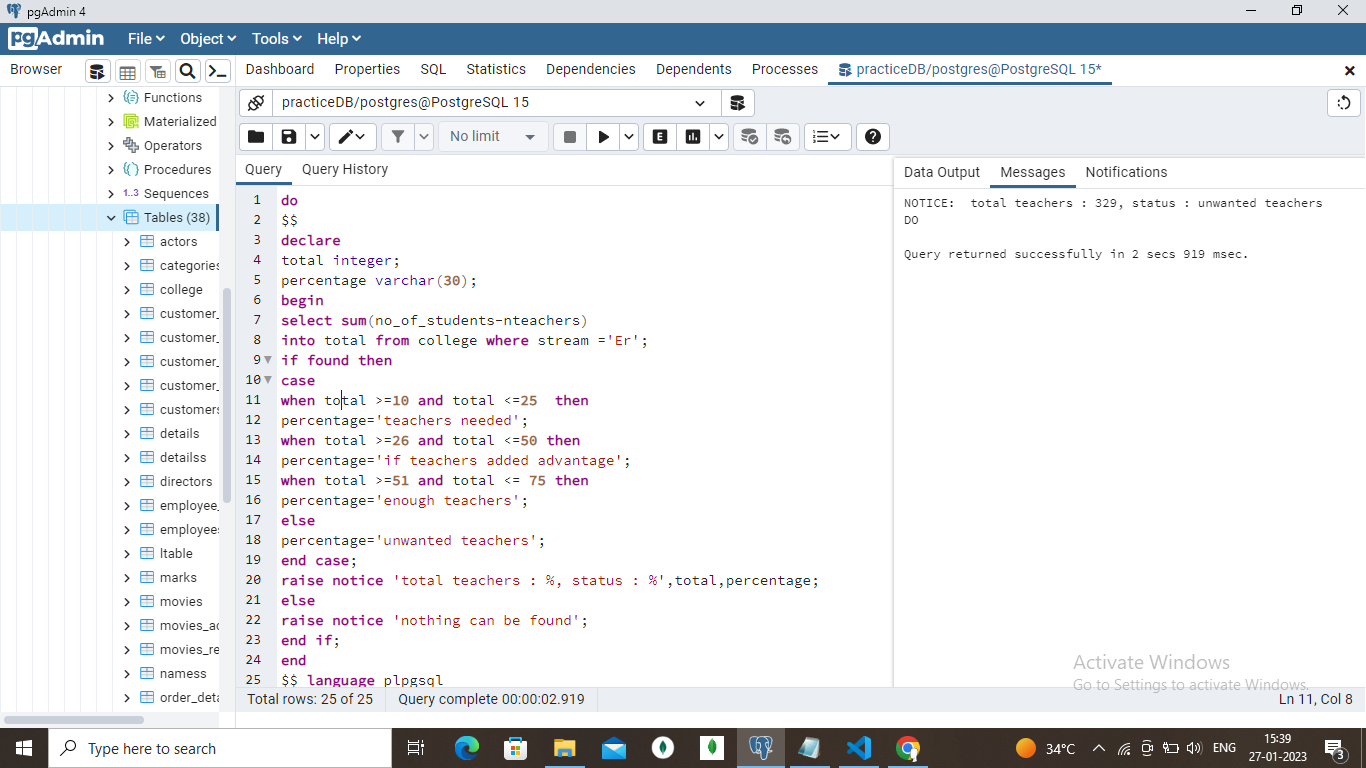 pgAdmin 4
pgAdmin File Object Tools Help
Browser
Dashboard Properties SQL Statistics Dependencies Dependents Processes practiceDB/postgres@PostgreSQL 15*
Functions
Materialized
Operators
Procedures
1..3 Sequences
Tables (38)
actors
categories
college
customer_
customer_
customer_
customer_
customers
details
detailss
directors
employee_
employees
ltable
marks
movies
movies_ac
movies_re
namess
order_deta
practiceDB/postgres@PostgreSQL 15
No limit
Query Query History
1 do
2 $$
3 declare
4 total integer;
5 percentage varchar(30);
6 begin
7 select sum(no_of_students-nteachers)
8 into total from college where stream ='Er';
9 if found then
10 case
11 when total >=10 and total <=25  then
12 percentage='teachers needed';
13 when total >=26 and total <=50 then
14 percentage='if teachers added advantage';
15 when total >=51 and total <= 75 then
16 percentage='enough teachers';
17 else
18 percentage='unwanted teachers';
19 end case;
20 raise notice 'total teachers : %, status : %',total,percentage;
21 else
22 raise notice 'nothing can be found';
23 end if;
24 end
25 $$ language plpgsql
Data Output Messages Notifications
NOTICE:  total teachers : 329, status : unwanted teachers
DO
Query returned successfully in 2 secs 919 msec.
Activate Windows
Go to Settings to activate Windows.
Total rows: 25 of 25 Query complete 00:00:02.919 Ln 11, Col 8
Type here to search
34°C ENG
15:39
27-01-2023
3